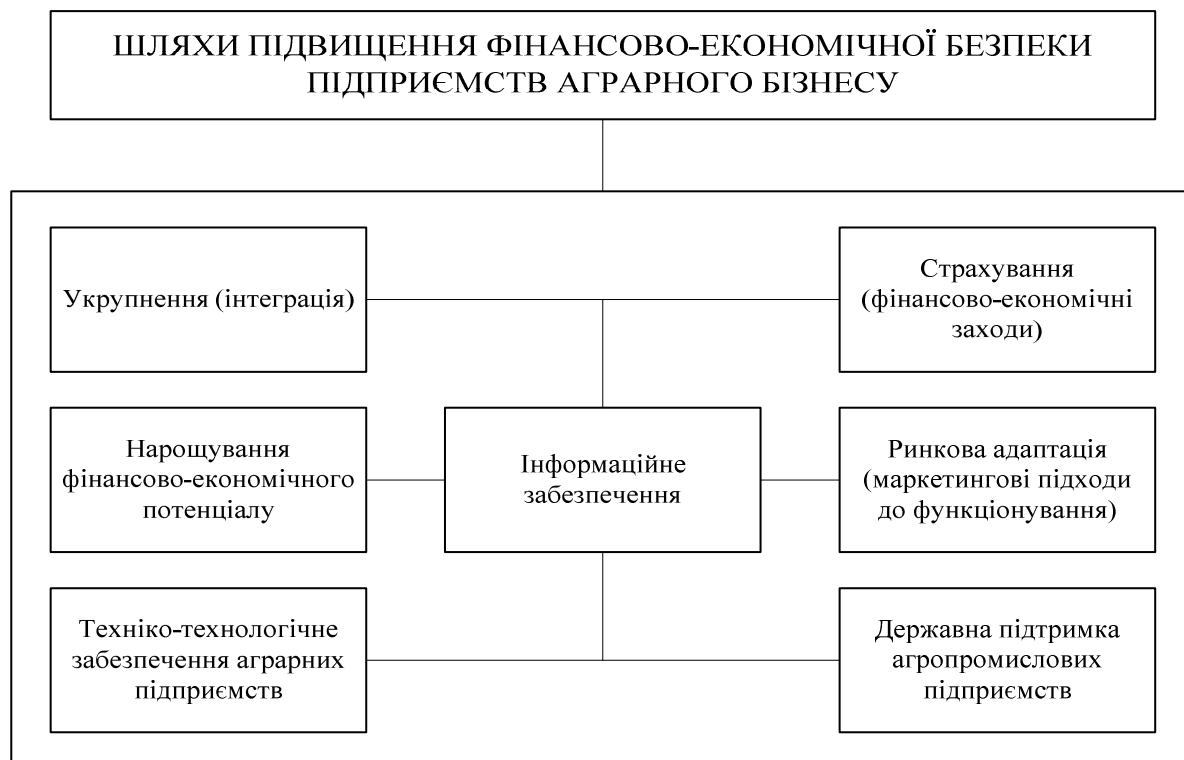 ШЛЯХИ ПІДВИЩЕННЯ ФІНАНСОВО-ЕКОНОМІЧНОЇ БЕЗПЕКИ
ПІДПРИЄМСТВ АГРАРНОГО БІЗНЕСУ
Укрупнення (інтеграція)
Страхування
(фінансово-економічні
заходи)
Нарощування
фінансово-економічного
потенціалу
Інформаційне
забезпечення
Ринкова адаптація
(маркетингові підходи
до функціонування)
Техніко-технологічне
забезпечення аграрних
підприємств
Державна підтримка
агропромислових
підприємств